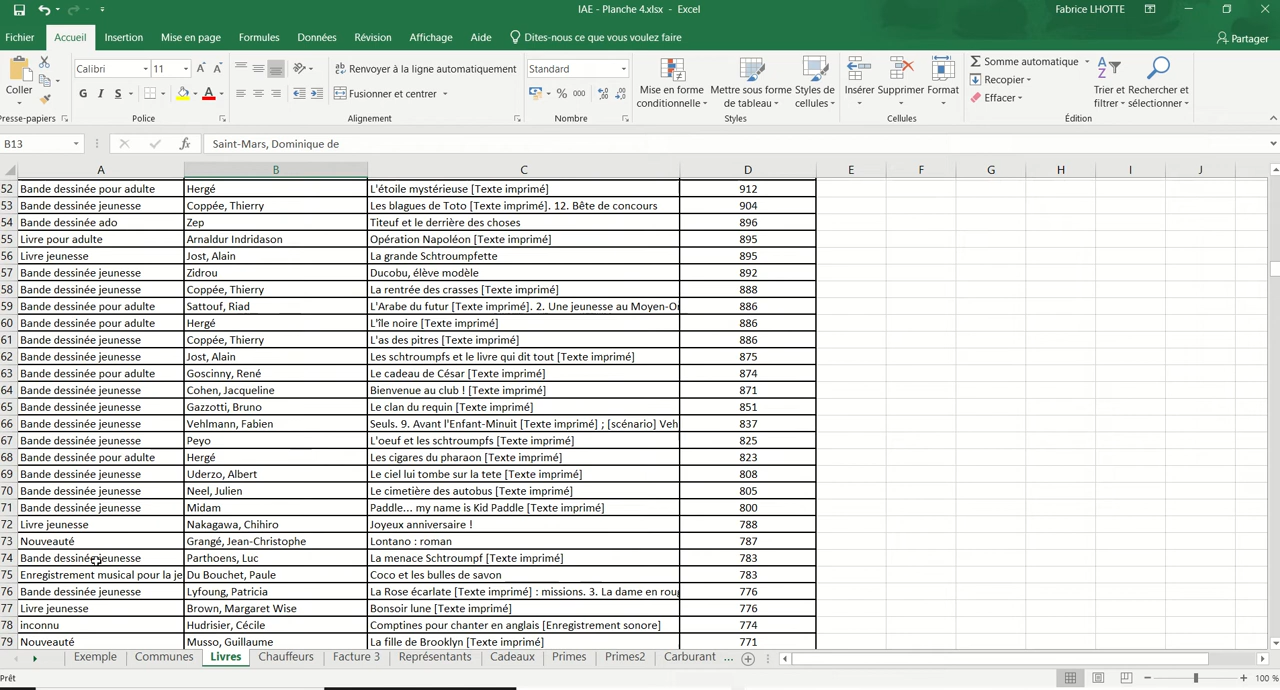 IAE - Planche 4.xlsx - Excel
Fabrice LHOTTE
Fichier Accueil Insertion Mise en page Formules Données Révision Affichage Aide Dites-nous ce que vous voulez faire Partager
Coller
Presse-papiers
Calibri 11
G I S
Police
Renvoyer à la ligne automatiquement
Fusionner et centrer
Alignement
Standard
% 000
Nombre
Mise en forme conditionnelle
Mettre sous forme de tableau
Styles de cellules
Styles
Insérer Supprimer Format
Cellules
Somme automatique
Recopier
Effacer
Trier et filtrer
Rechercher et sélectionner
Édition
B13 fx Saint-Mars, Dominique de
A B C D E F G H I J
52 Bande dessinée pour adulte Hergé L'étoile mystérieuse [Texte imprimé] 912
53 Bande dessinée jeunesse Coppée, Thierry Les blagues de Toto [Texte imprimé]. 12. Bête de concours 904
54 Bande dessinée ado Zep Titeuf et le derrière des choses 896
55 Livre pour adulte Arnaldur Indridason Opération Napoléon [Texte imprimé] 895
56 Livre jeunesse Jost, Alain La grande Schtroumpfette 895
57 Bande dessinée jeunesse Zidrou Ducobu, élève modèle 892
58 Bande dessinée jeunesse Coppée, Thierry La rentrée des crasses [Texte imprimé] 888
59 Bande dessinée pour adulte Sattouf, Riad L'Arabe du futur [Texte imprimé]. 2. Une jeunesse au Moyen-Or 886
60 Bande dessinée pour adulte Hergé L'île noire [Texte imprimé] 886
61 Bande dessinée jeunesse Coppée, Thierry L'as des pitres [Texte imprimé] 886
62 Bande dessinée jeunesse Jost, Alain Les schtroumpfs et le livre qui dit tout [Texte imprimé] 875
63 Bande dessinée pour adulte Goscinny, René Le cadeau de César [Texte imprimé] 874
64 Bande dessinée jeunesse Cohen, Jacqueline Bienvenue au club ! [Texte imprimé] 871
65 Bande dessinée jeunesse Gazzotti, Bruno Le clan du requin [Texte imprimé] 851
66 Bande dessinée jeunesse Vehlmann, Fabien Seuls. 9. Avant l'Enfant-Minuit [Texte imprimé] ; [scénario] Veh 837
67 Bande dessinée jeunesse Peyo L'oeuf et les schtroumpfs [Texte imprimé] 825
68 Bande dessinée pour adulte Hergé Les cigares du pharaon [Texte imprimé] 823
69 Bande dessinée jeunesse Uderzo, Albert Le ciel lui tombe sur la tete [Texte imprimé] 808
70 Bande dessinée jeunesse Neel, Julien Le cimetière des autobus [Texte imprimé] 805
71 Bande dessinée jeunesse Midam Paddle... my name is Kid Paddle [Texte imprimé] 800
72 Livre jeunesse Nakagawa, Chihiro Joyeux anniversaire ! 788
73 Nouveauté Grangé, Jean-Christophe Lontano : roman 787
74 Bande dessinée jeunesse Parthoens, Luc La menace Schtroumpf [Texte imprimé] 783
75 Enregistrement musical pour la je Du Bouchet, Paule Coco et les bulles de savon 783
76 Bande dessinée jeunesse Lyfoung, Patricia La Rose écarlate [Texte imprimé] : missions. 3. La dame en roug 776
77 Livre jeunesse Brown, Margaret Wise Bonsoir lune [Texte imprimé] 776
78 inconnu Hudrisier, Cécile Comptines pour chanter en anglais [Enregistrement sonore] 774
79 Nouveauté Musso, Guillaume La fille de Brooklyn [Texte imprimé] 771
Exemple Communes Livres Chauffeurs Facture 3 Représentants Cadeaux Primes Primes2 Carburant ...
Prêt 100 %